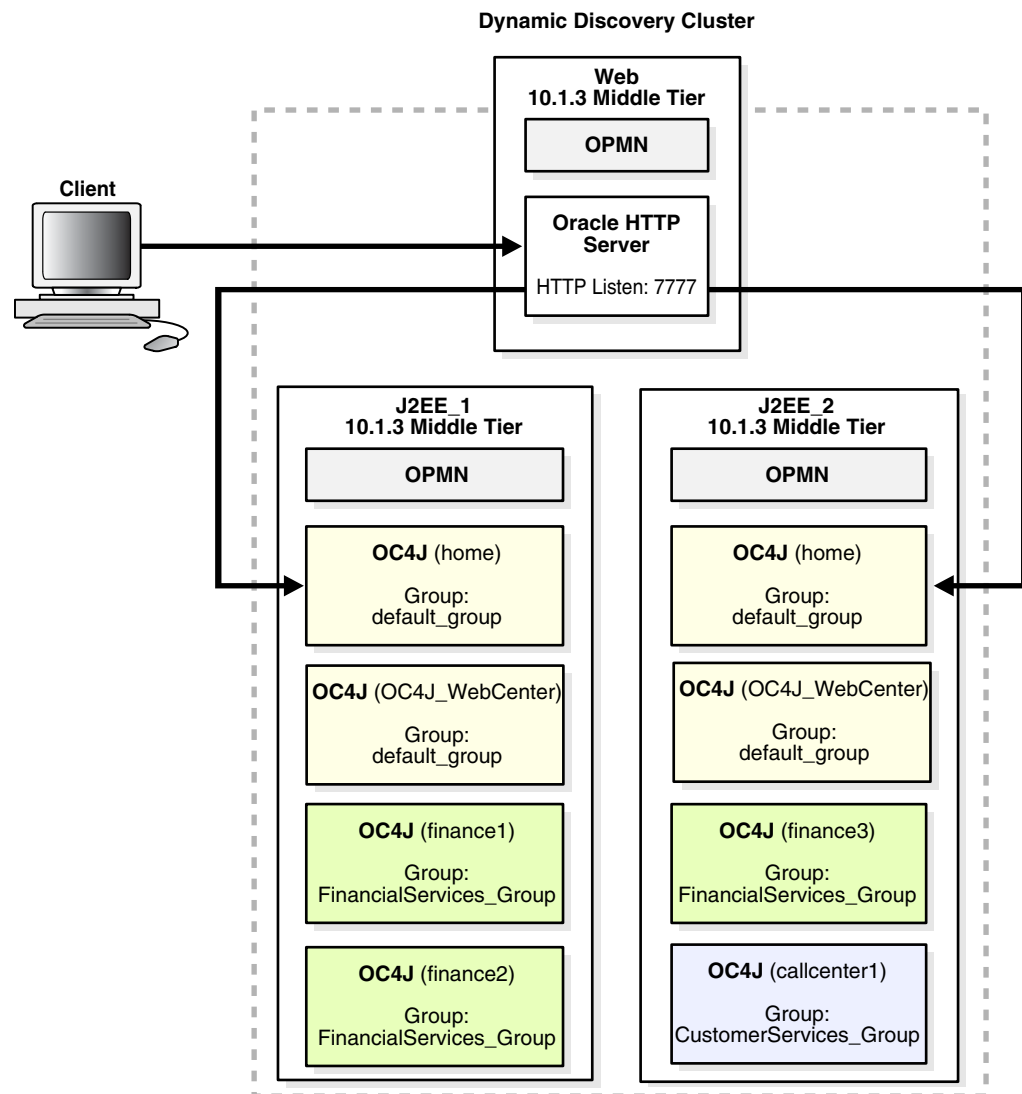 Dynamic Discovery Cluster
Web
10.1.3 Middle Tier
OPMN
Client
Oracle HTTP
Server
HTTP Listen: 7777
J2EE_1
10.1.3 Middle Tier
OPMN
OC4J (home)
Group:
default_group
OC4J (OC4J_WebCenter)
Group:
default_group
OC4J (finance1)
Group:
FinancialServices_Group
OC4J (finance2)
Group:
FinancialServices_Group
J2EE_2
10.1.3 Middle Tier
OPMN
OC4J (home)
Group:
default_group
OC4J (OC4J_WebCenter)
Group:
default_group
OC4J (finance3)
Group:
FinancialServices_Group
OC4J (callcenter1)
Group:
CustomerServices_Group